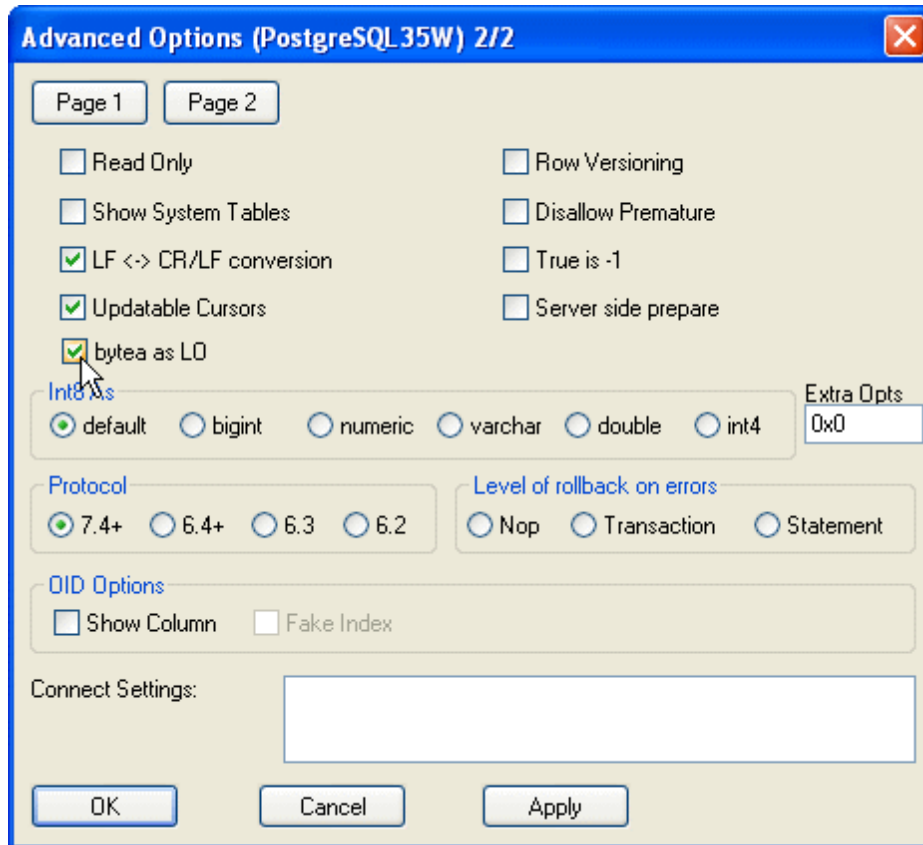 Advanced Options (PostgreSQL35W) 2/2
Page 1 Page 2
Read Only Row Versioning
Show System Tables Disallow Premature
LF <-> CR/LF conversion True is -1
Updatable Cursors Server side prepare
bytea as LO
Int8 As Extra Opts
default bigint numeric varchar double int4 0x0
Protocol Level of rollback on errors
7.4+ 6.4+ 6.3 6.2 Nop Transaction Statement
OID Options
Show Column Fake Index
Connect Settings:
OK Cancel Apply